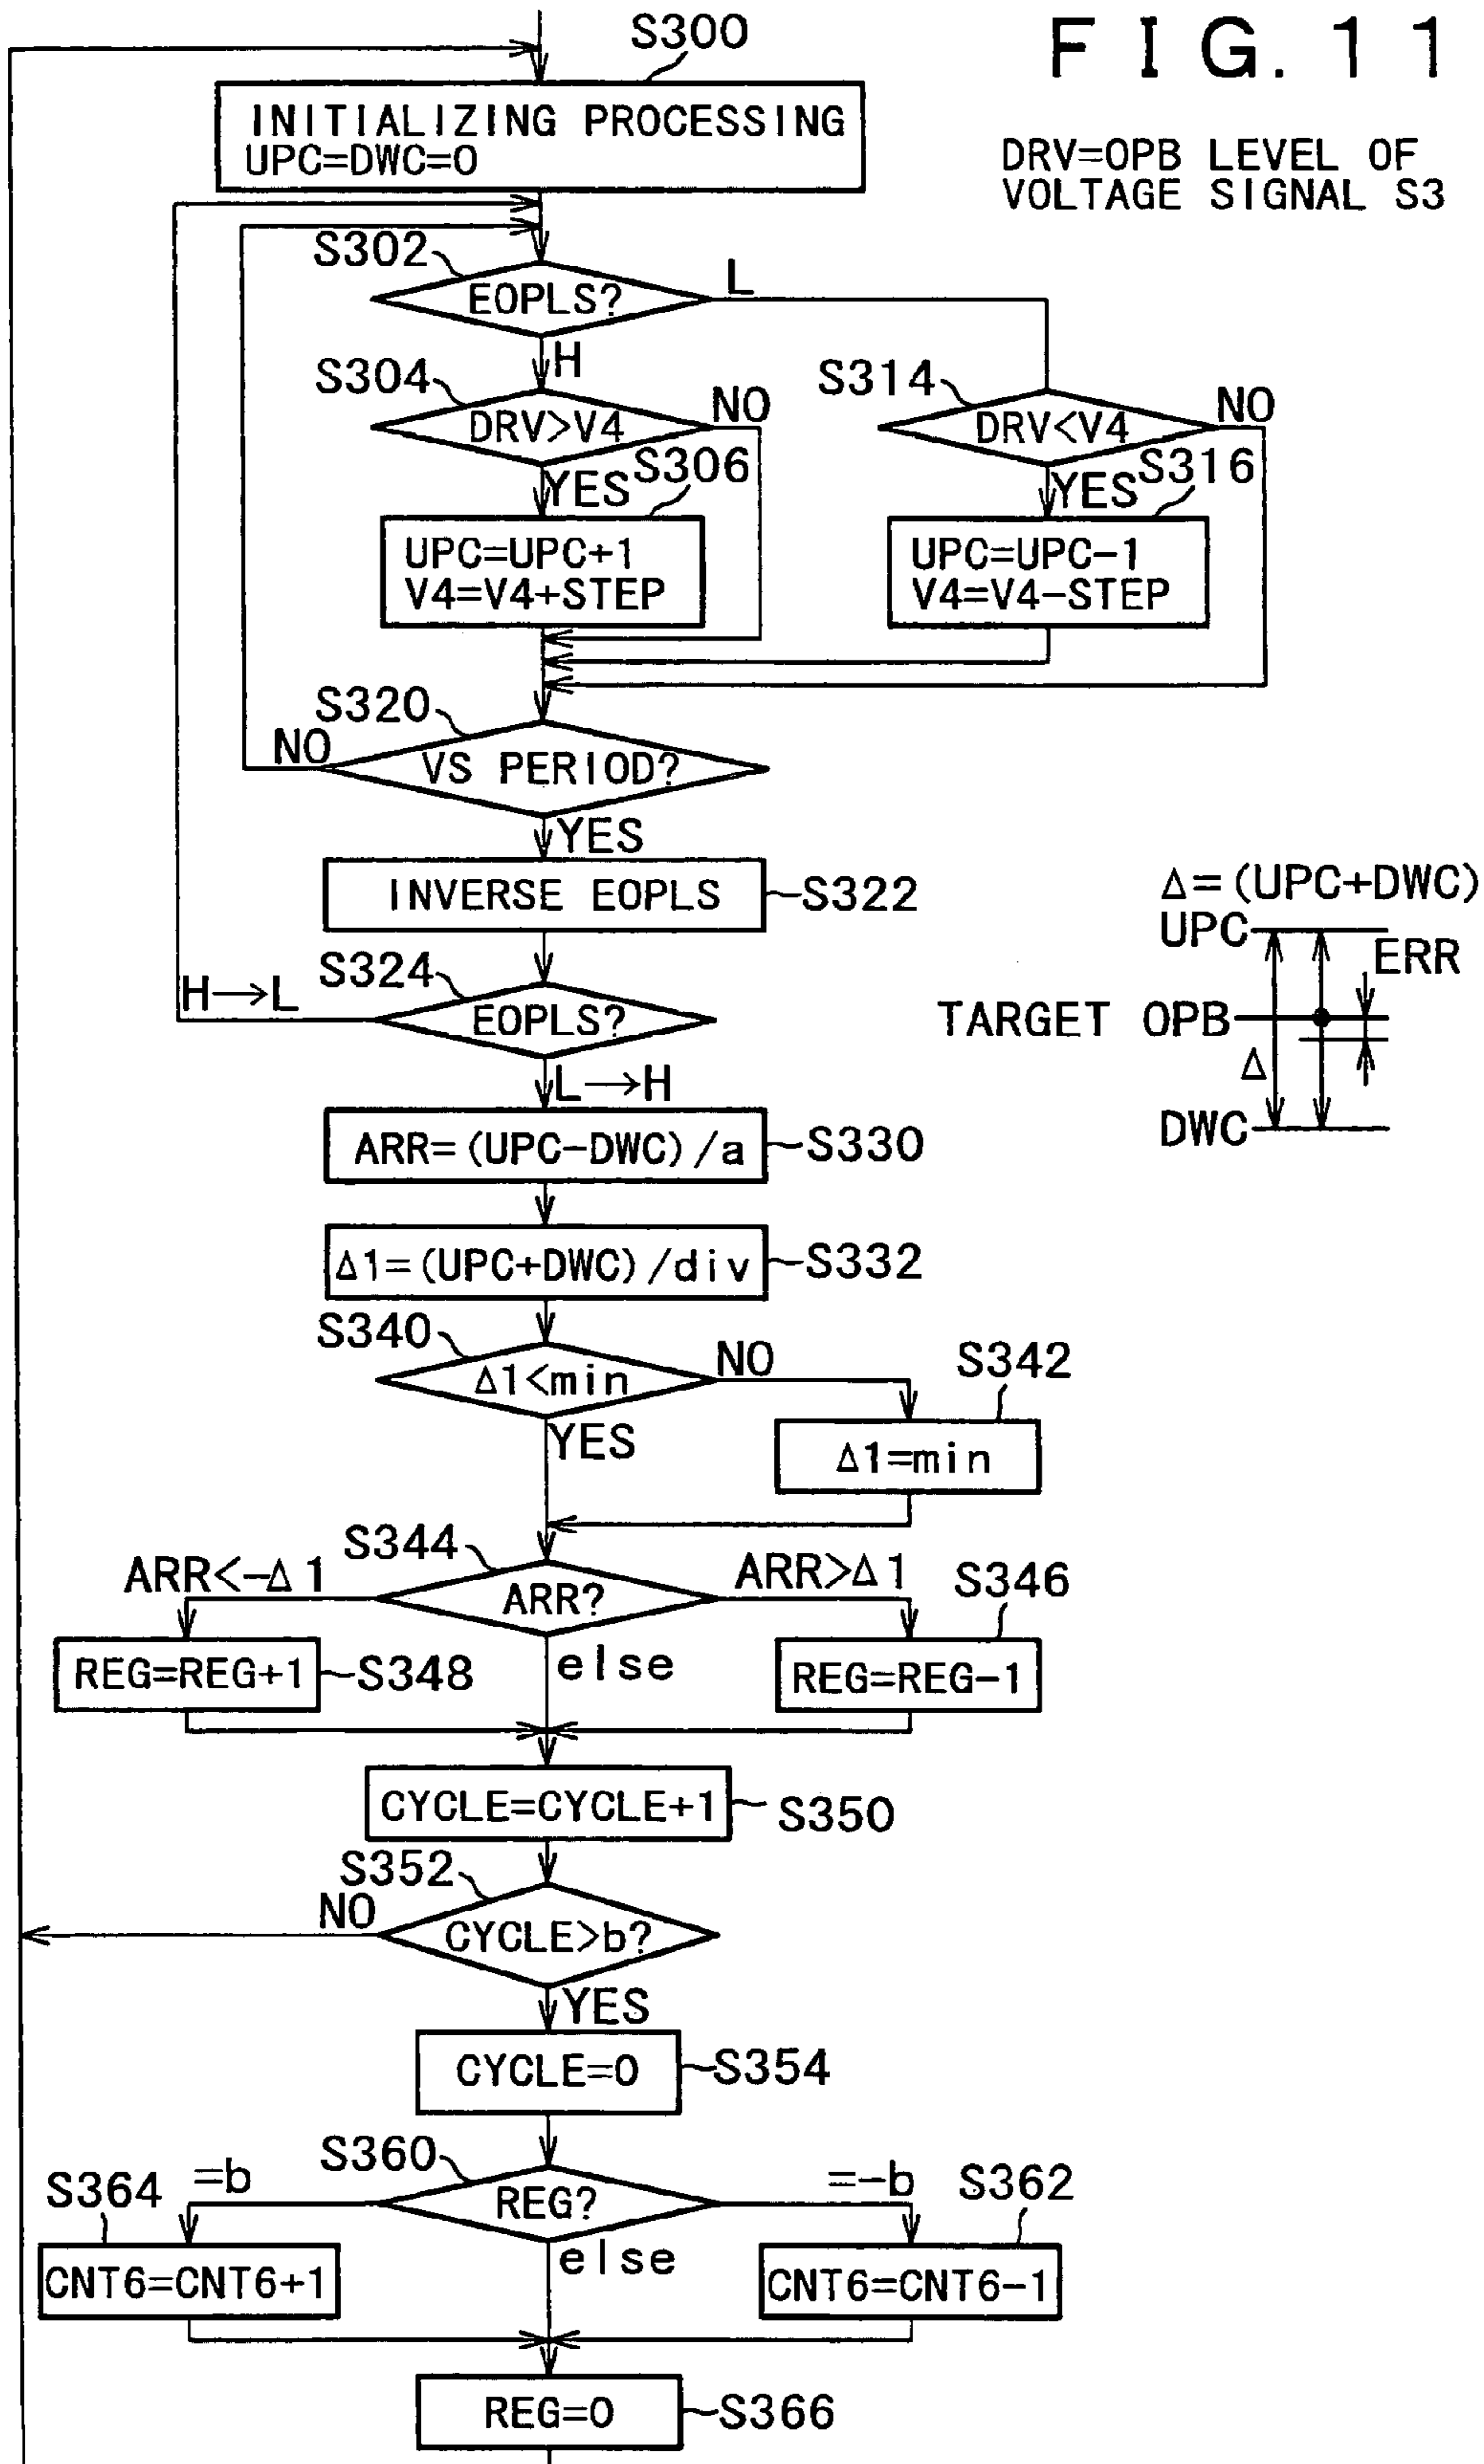 FIG. 11
S300
INITIALIZING PROCESSING
UPC=DWC=0
DRV=OPB LEVEL OF
VOLTAGE SIGNAL S3
S302
EOPLS?
L
H
S304
DRV>V4
NO
S314
DRV<V4
NO
YES
S306
UPC=UPC+1
V4=V4+STEP
YES
S316
UPC=UPC-1
V4=V4-STEP
S320
NO
VS PERIOD?
YES
INVERSE EOPLS
S322
S324
H→L
EOPLS?
L→H
Δ=(UPC+DWC)
UPC
ERR
TARGET OPB
Δ
DWC
ARR=(UPC-DWC)/a
S330
Δ1=(UPC+DWC)/div
S332
S340
Δ1<min
NO
S342
YES
Δ1=min
S344
ARR<-Δ1
ARR?
ARR>Δ1
S346
REG=REG+1
S348
else
REG=REG-1
CYCLE=CYCLE+1
S350
S352
NO
CYCLE>b?
YES
CYCLE=0
S354
S360
S364
=b
REG?
=-b
S362
CNT6=CNT6+1
else
CNT6=CNT6-1
REG=0
S366